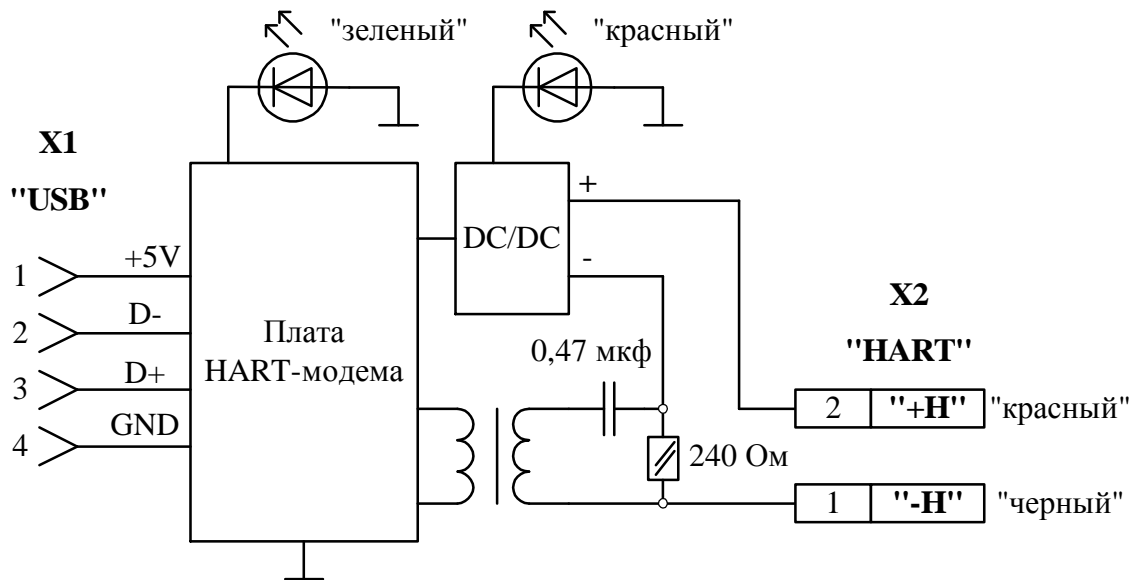 "зеленый"
"красный"
X1
"USB"
1
+5V
2
D-
3
D+
4
GND
Плата
HART-модема
DC/DC
+
-
0,47 мкф
240 Ом
X2
"HART"
2
"+H"
"красный"
1
"-H"
"черный"